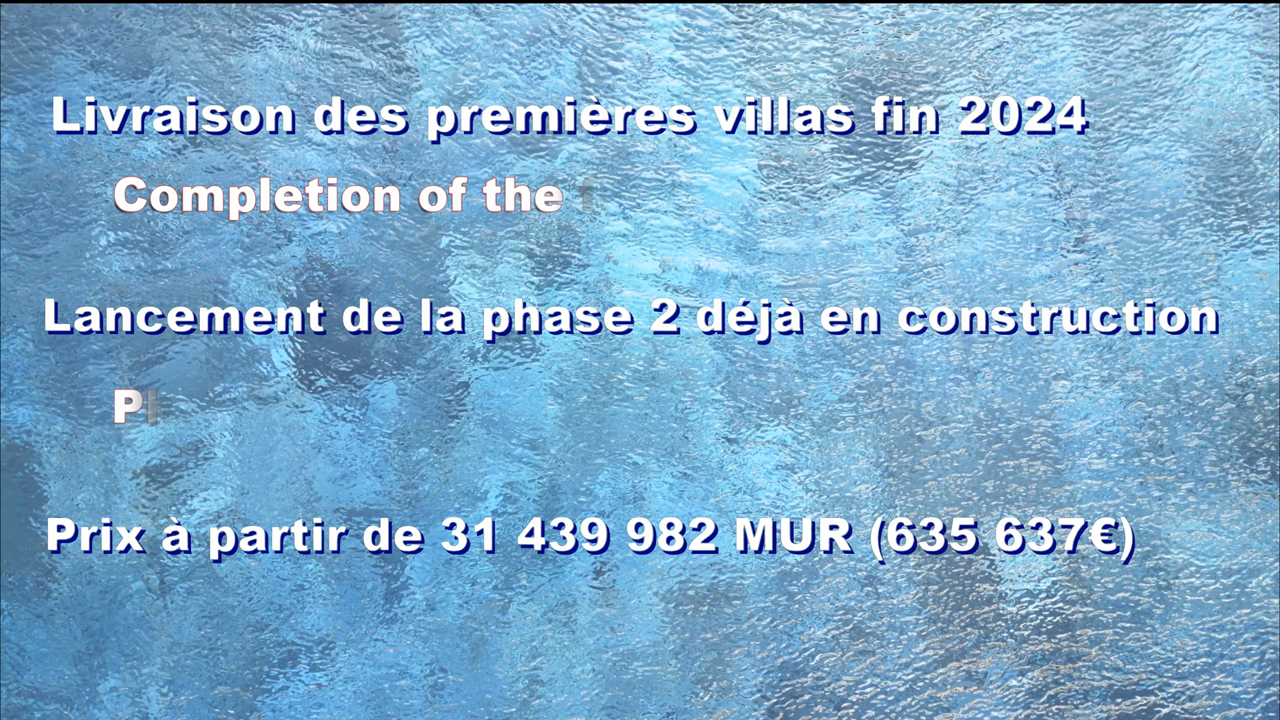 Livraison des premières villas fin 2024
Completion of the
Lancement de la phase 2 déjà en construction
Prix à partir de 31 439 982 MUR (635 637€)